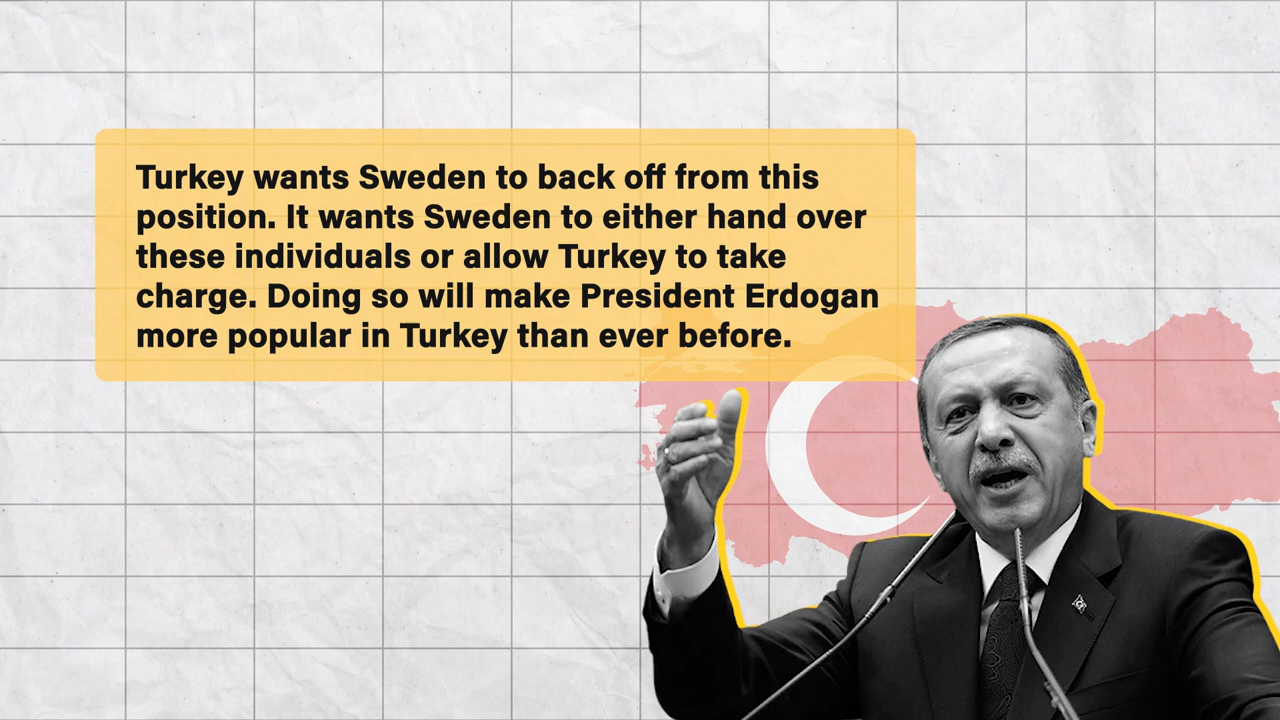 Turkey wants Sweden to back off from this
position. It wants Sweden to either hand over
these individuals or allow Turkey to take
charge. Doing so will make President Erdogan
more popular in Turkey than ever before.